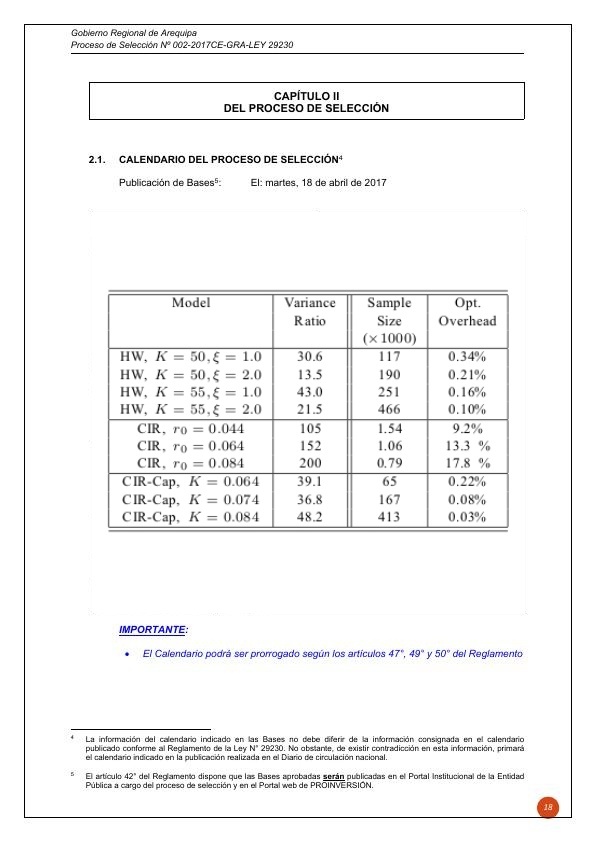 Gobierno Regional de Arequipa
Proceso de Selección Nº 002-2017CE-GRA-LEY 29230
CAPÍTULO II
DEL PROCESO DE SELECCIÓN
2.1. CALENDARIO DEL PROCESO DE SELECCIÓN4
Publicación de Bases5: El: martes, 18 de abril de 2017
Model Variance Sample Opt.
Ratio Size Overhead
(×1000)
HW, K = 50, ξ = 1.0 30.6 117 0.34%
HW, K = 50, ξ = 2.0 13.5 190 0.21%
HW, K = 55, ξ = 1.0 43.0 251 0.16%
HW, K = 55, ξ = 2.0 21.5 466 0.10%
CIR, r0 = 0.044 105 1.54 9.2%
CIR, r0 = 0.064 152 1.06 13.3 %
CIR, r0 = 0.084 200 0.79 17.8 %
CIR-Cap, K = 0.064 39.1 65 0.22%
CIR-Cap, K = 0.074 36.8 167 0.08%
CIR-Cap, K = 0.084 48.2 413 0.03%
IMPORTANTE:
• El Calendario podrá ser prorrogado según los artículos 47°, 49° y 50° del Reglamento
4 La información del calendario indicado en las Bases no debe diferir de la información consignada en el calendario
publicado conforme al Reglamento de la Ley N° 29230. No obstante, de existir contradicción en esta información, primará
el calendario indicado en la publicación realizada en el Diario de circulación nacional.
5 El artículo 42° del Reglamento dispone que las Bases aprobadas serán publicadas en el Portal Institucional de la Entidad
Pública a cargo del proceso de selección y en el Portal web de PROINVERSIÓN.
18